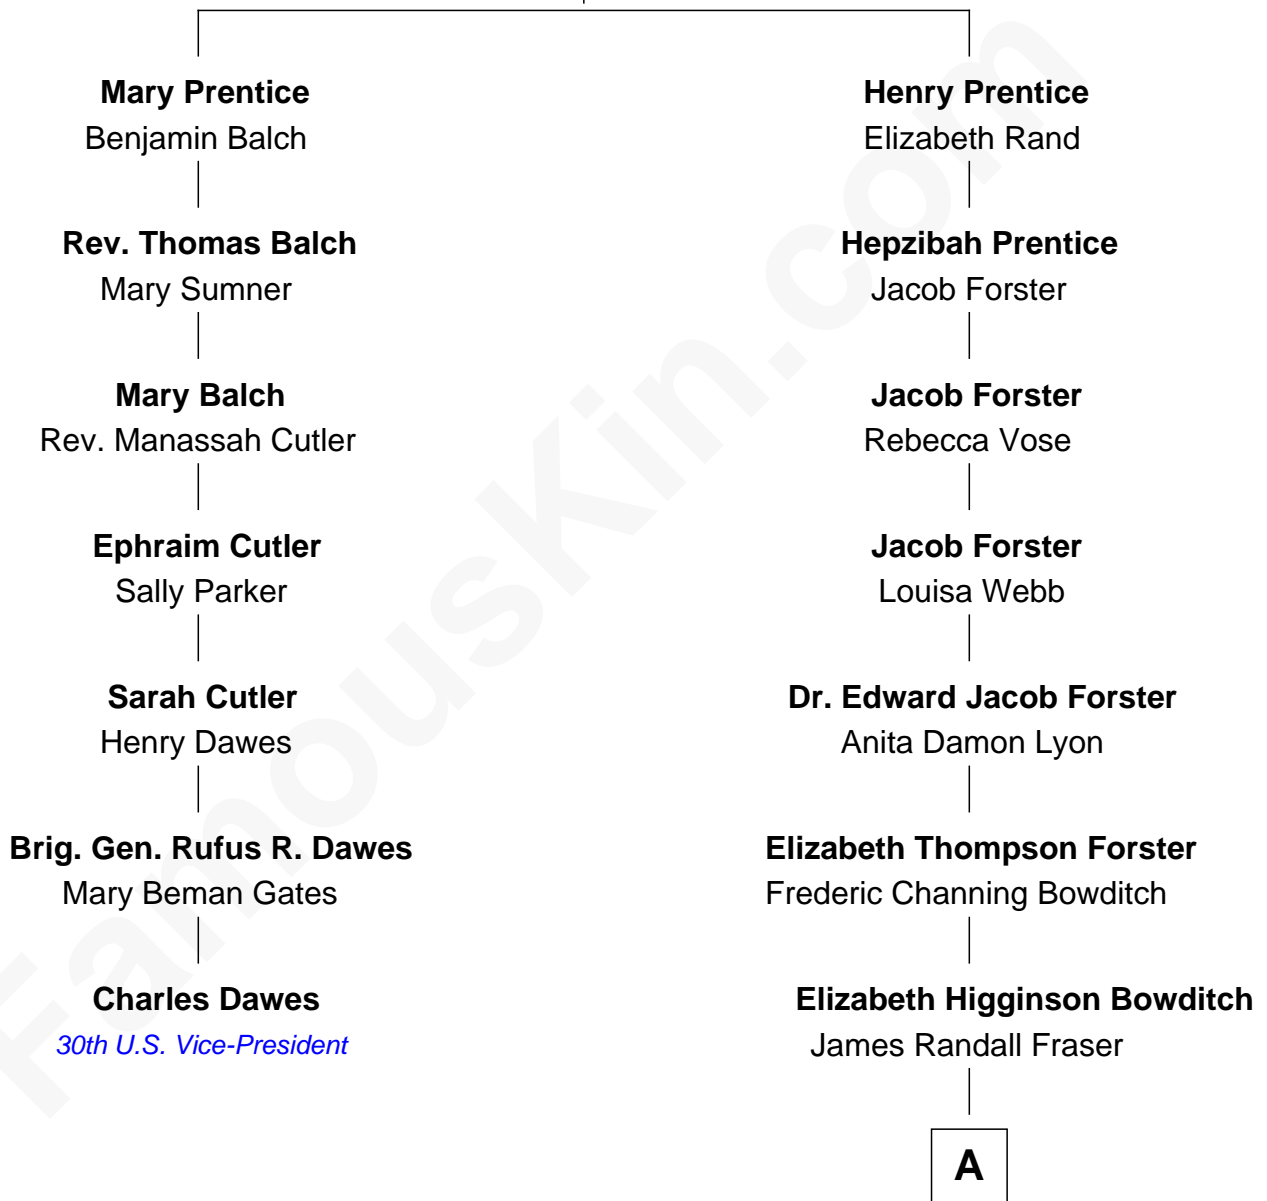 Mary Prentice
Benjamin Balch
Henry Prentice
Elizabeth Rand
Rev. Thomas Balch
Mary Sumner
Hepzibah Prentice
Jacob Forster
Mary Balch
Rev. Manassah Cutler
Jacob Forster
Rebecca Vose
Ephraim Cutler
Sally Parker
Jacob Forster
Louisa Webb
Sarah Cutler
Henry Dawes
Dr. Edward Jacob Forster
Anita Damon Lyon
Brig. Gen. Rufus R. Dawes
Mary Beman Gates
Elizabeth Thompson Forster
Frederic Channing Bowditch
Charles Dawes
30th U.S. Vice-President
Elizabeth Higginson Bowditch
James Randall Fraser
A
FamousKin.com